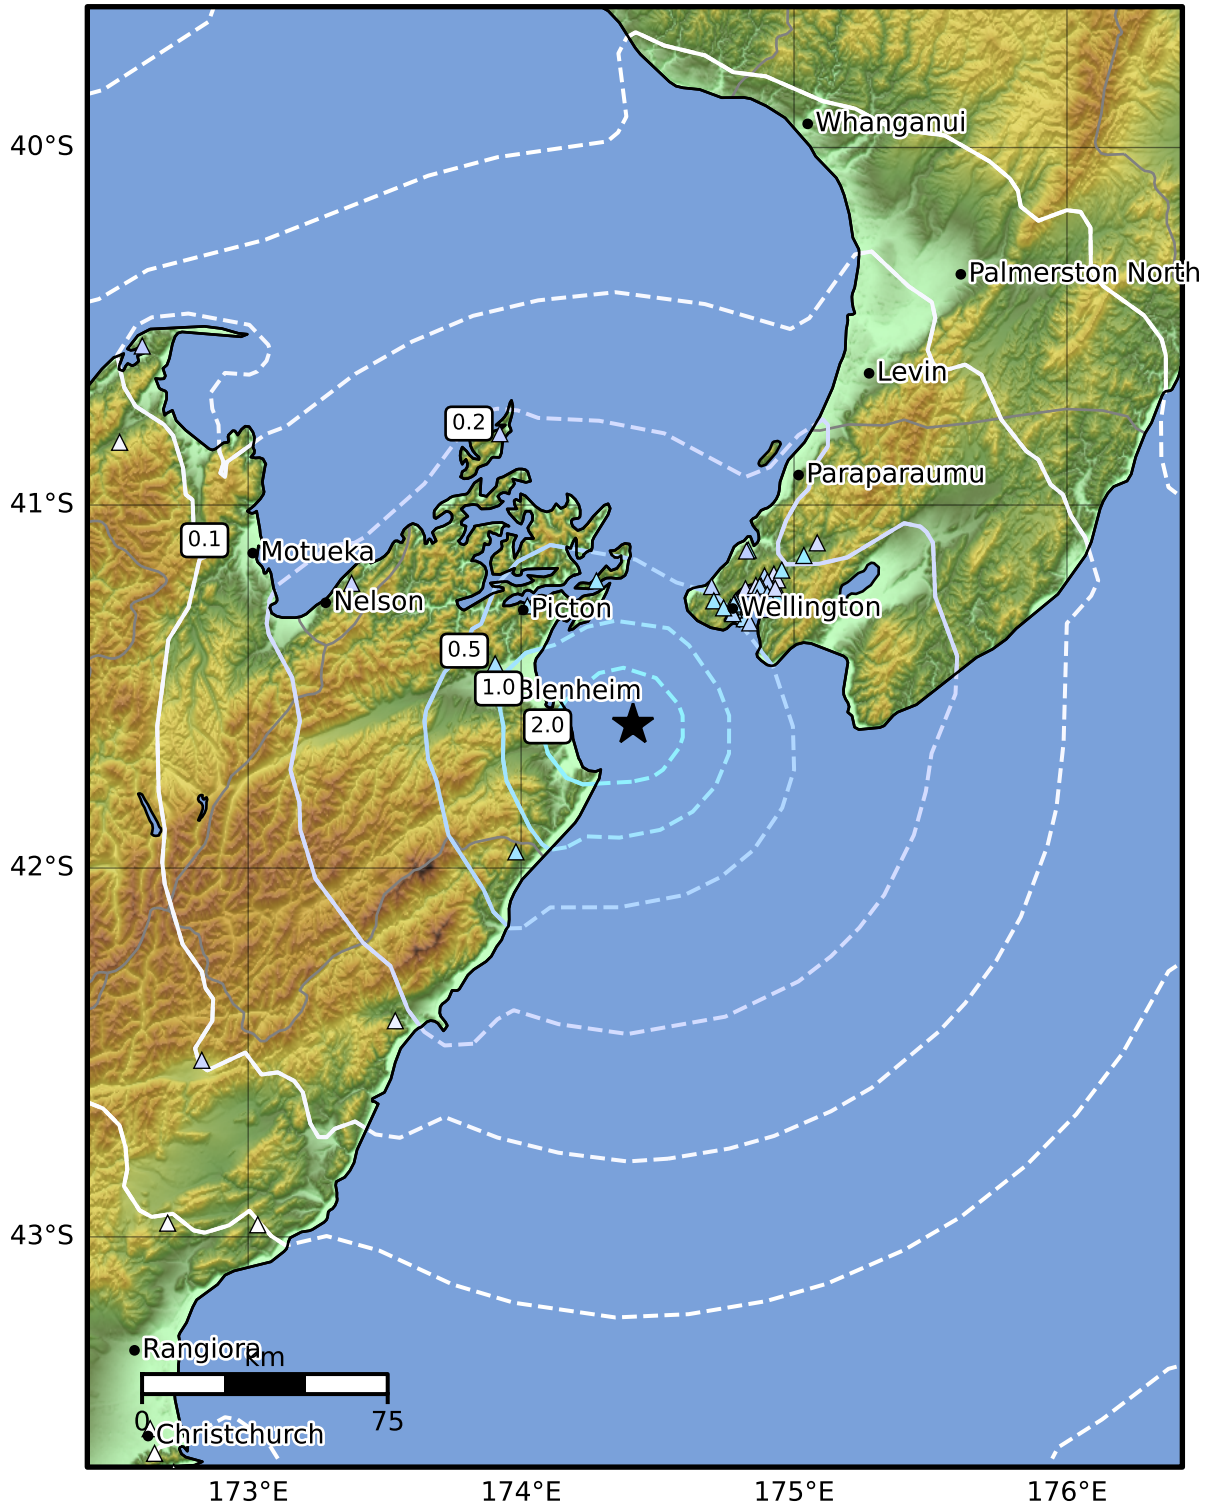 Whanganui
40°S
Palmerston North
Levin
0.2
Paraparaumu
41°S
0.1
Motueka
Nelson
Picton
Wellington
0.5
1.0
Blenheim
2.0
42°S
43°S
Rangiora
km
0
75
Christchurch
173°E
174°E
175°E
176°E